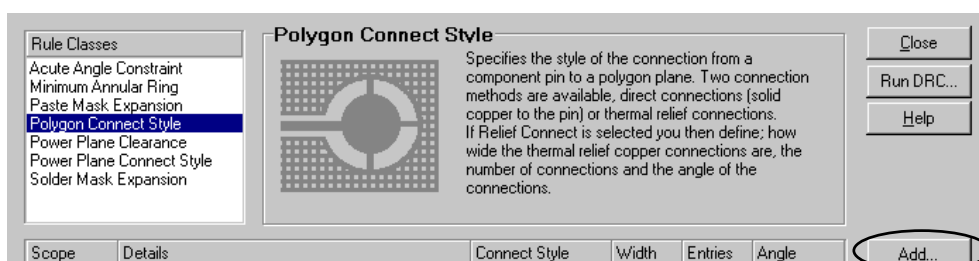 Rule Classes
Acute Angle Constraint
Minimum Annular Ring
Paste Mask Expansion
Polygon Connect Style
Power Plane Clearance
Power Plane Connect Style
Solder Mask Expansion
Polygon Connect Style
Specifies the style of the connection from a
component pin to a polygon plane. Two connection
methods are available, direct connections (solid
copper to the pin) or thermal relief connections.
If Relief Connect is selected you then define; how
wide the thermal relief copper connections are, the
number of connections and the angle of the
connections.
Close
Run DRC...
Help
Scope Details Connect Style Width Entries Angle
Add...